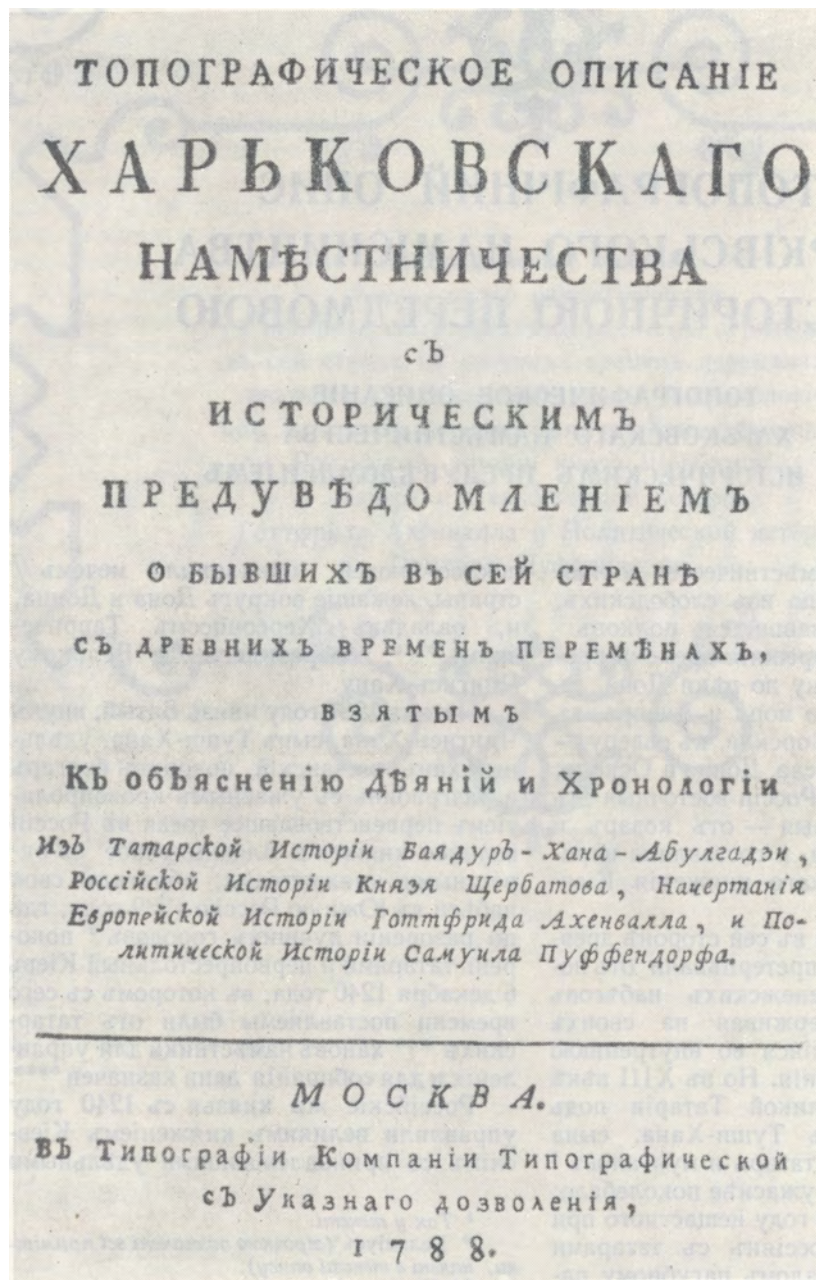 ТОПОГРАФИЧЕСКОЕ ОПИСАНІЕ
ХАРЬКОВСКАГО
НАМѢСТНИЧЕСТВА
съ
ИСТОРИЧЕСКИМЪ
ПРЕДУВѢДОМЛЕНІЕМЪ
О БЫВШИХЪ ВЪ СЕЙ СТРАНѢ
СЪ ДРЕВНИХЪ ВРЕМЕНЪ ПЕРЕМѢНАХЪ,
ВЗЯТЫМЪ
Къ объясненію Дѣяній и Хронологіи
Изъ Татарской Исторіи Баядуръ-Хана-Абулгадзи,
Россійской Исторіи Князя Щербатова, Начертанія
Европейской Исторіи Готтфрида Ахенвалла, и По-
литической Исторіи Самуила Пуффендорфа.
МОСКВА.
Въ Типографіи Компаніи Типографической
съ Указнаго дозволенія,
1788.